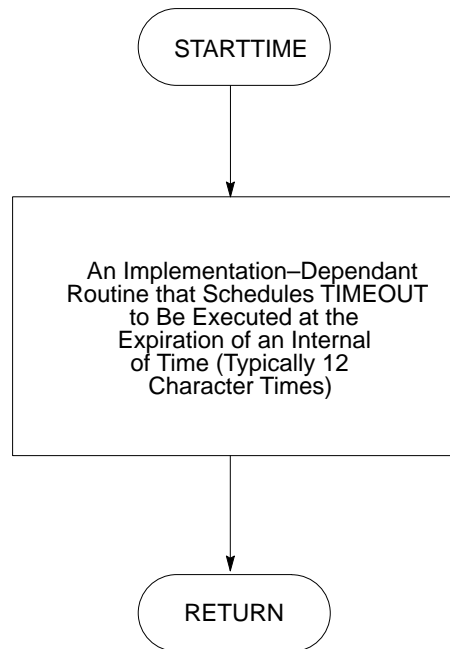 STARTTIME
An Implementation–Dependant
Routine that Schedules TIMEOUT
to Be Executed at the
Expiration of an Internal
of Time (Typically 12
Character Times)
RETURN